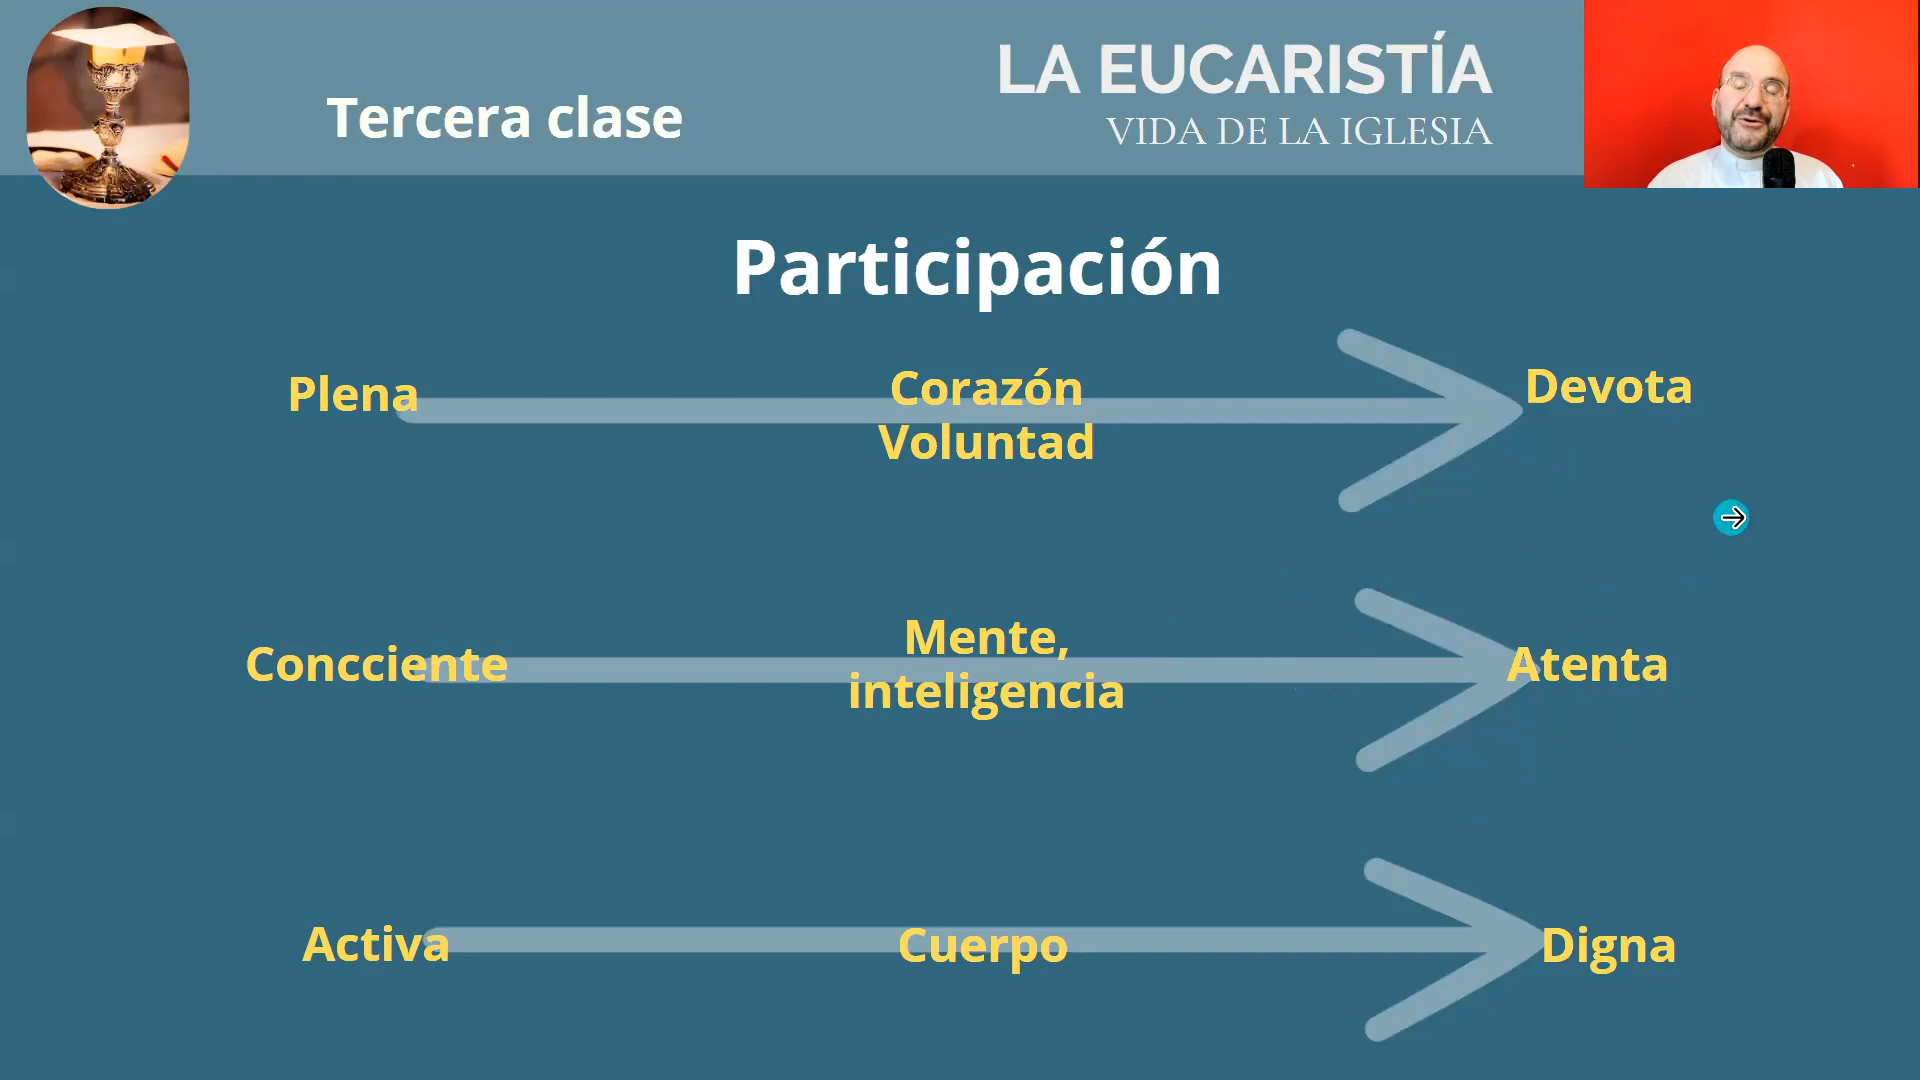 Tercera clase
LA EUCARISTÍA
VIDA DE LA IGLESIA
Participación
Plena
Corazón
Voluntad
Devota
Concciente
Mente,
inteligencia
Atenta
Activa
Cuerpo
Digna